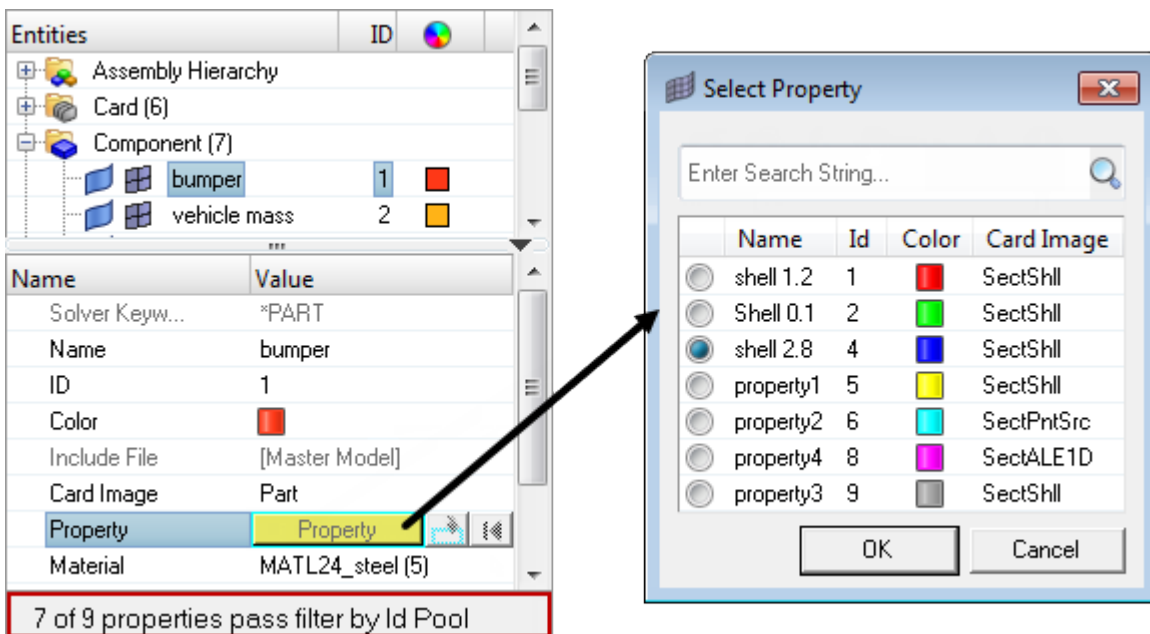 Entities ID
Assembly Hierarchy
Card (6)
Component (7)
bumper 1
vehicle mass 2
Name Value
Solver Keyw... *PART
Name bumper
ID 1
Color
Include File [Master Model]
Card Image Part
Property Property
Material MATL24_steel (5)
7 of 9 properties pass filter by Id Pool
Select Property
Enter Search String...
Name Id Color Card Image
shell 1.2 1 SectShll
Shell 0.1 2 SectShll
shell 2.8 4 SectShll
property1 5 SectShll
property2 6 SectPntSrc
property4 8 SectALE1D
property3 9 SectShll
OK Cancel